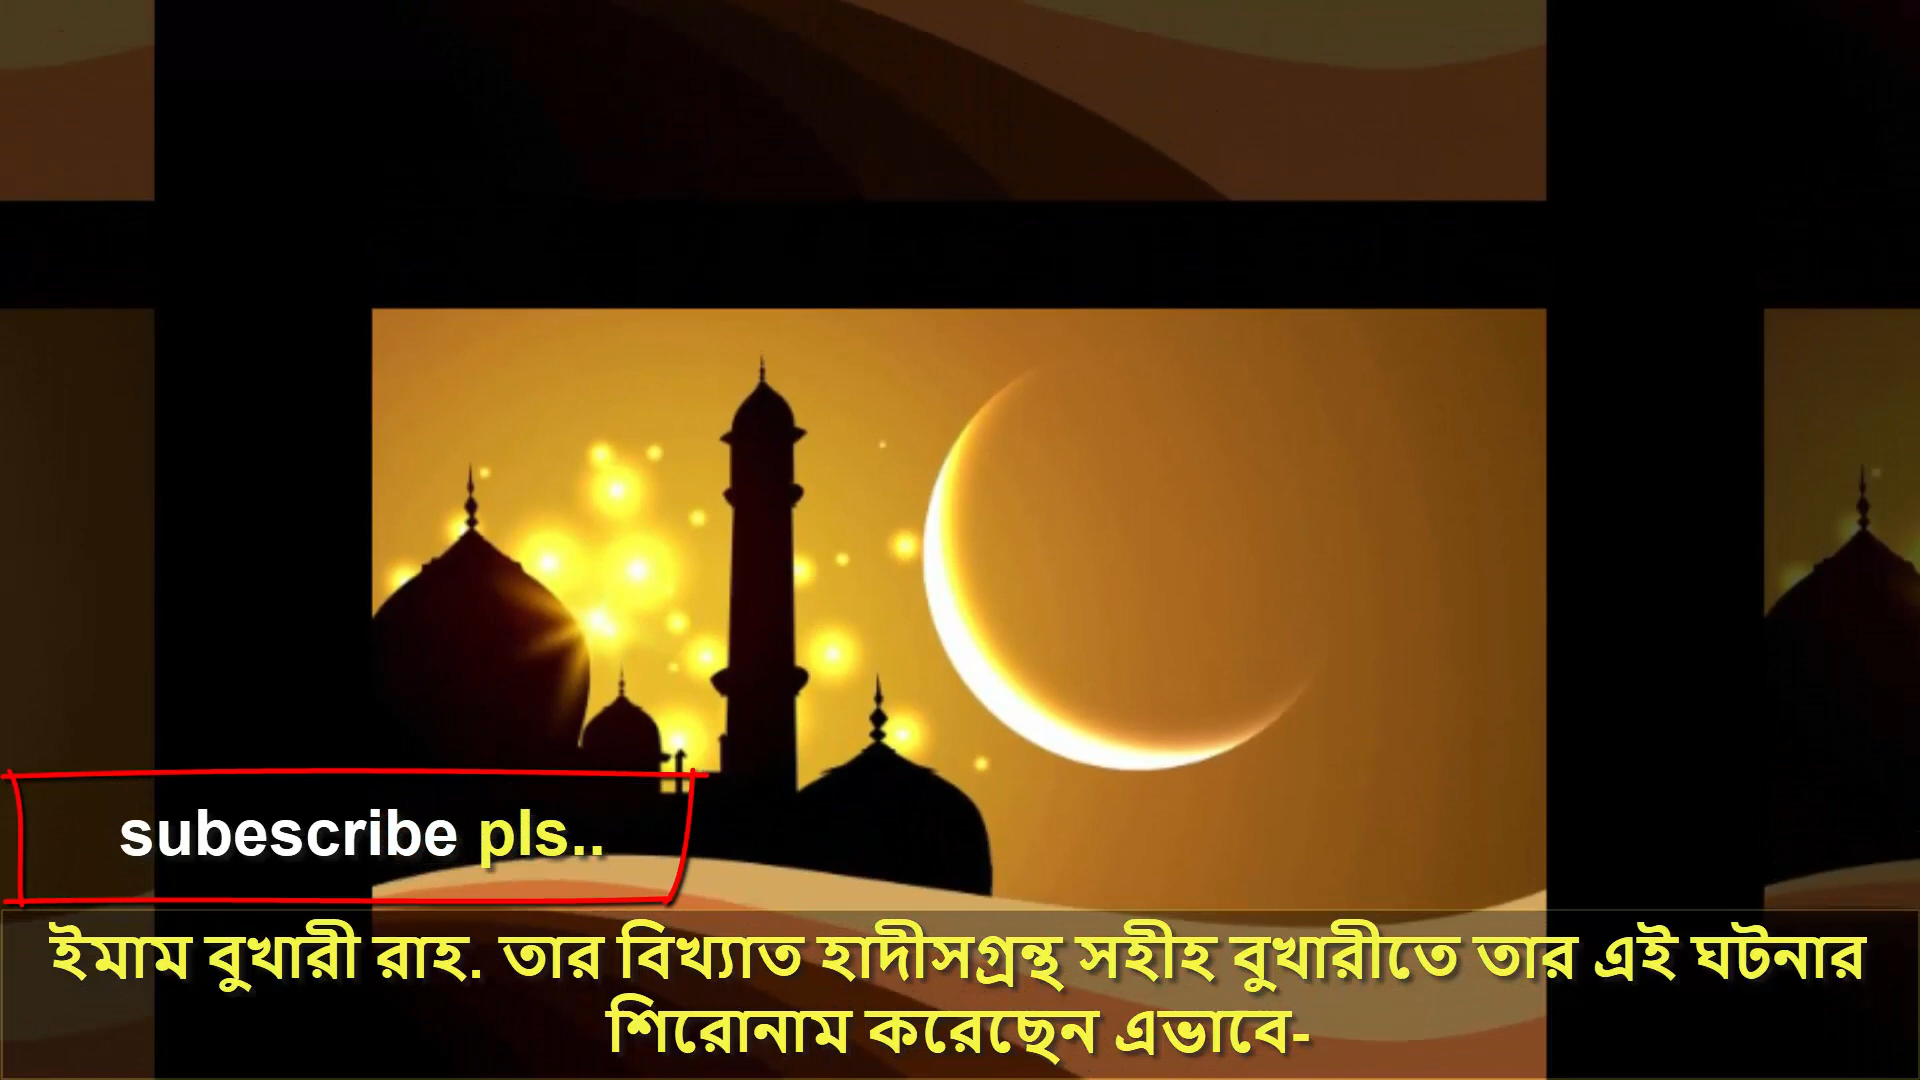 subescribe pls..
ইমাম বুখারী রাহ. তার বিখ্যাত হাদীসগ্রন্থ সহীহ বুখারীতে তার এই ঘটনার
শিরোনাম করেছেন এভাবে-